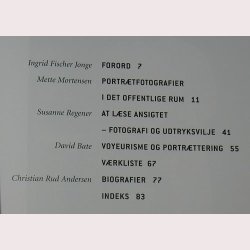 Ingrid Fischer Jonge FORORD 7
Mette Mortensen PORTRÆTFOTOGRAFIER
I DET OFFENTLIGE RUM 11
Susanne Regener AT LÆSE ANSIGTET
– FOTOGRAFI OG UDTRYKSVILJE 41
David Bate VOYEURISME OG PORTRÆTTERING 55
VÆRKLISTE 67
Christian Rud Andersen BIOGRAFIER 77
INDEKS 83